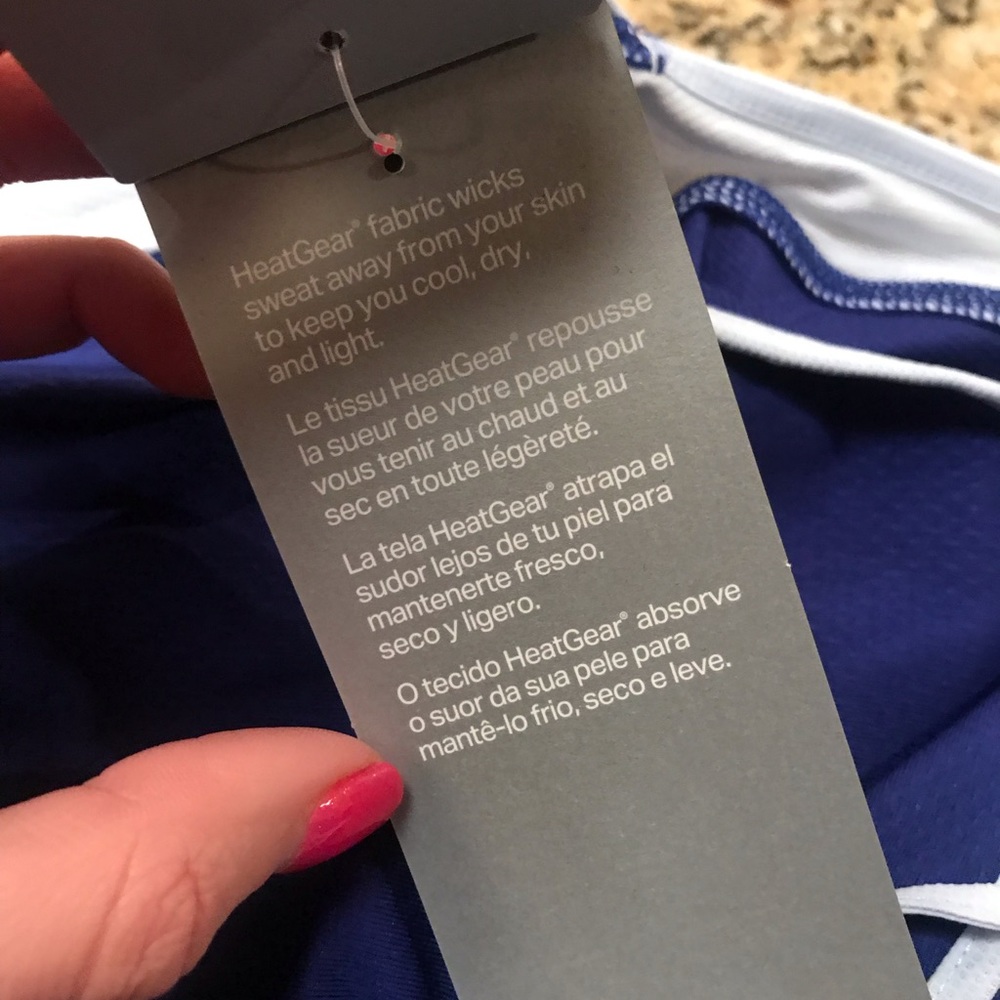 HeatGear® fabric wicks
sweat away from your skin
to keep you cool, dry,
and light.
Le tissu HeatGear® repousse
la sueur de votre peau pour
vous tenir au chaud et au
sec en toute légèreté.
La tela HeatGear® atrapa el
sudor lejos de tu piel para
mantenerte fresco,
seco y ligero.
O tecido HeatGear® absorve
o suor da sua pele para
mantê-lo frio, seco e leve.